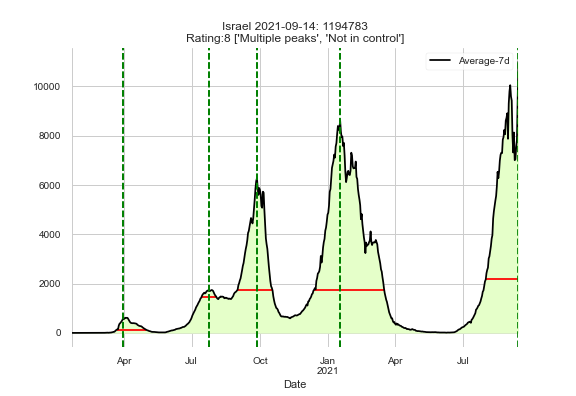 Israel 2021-09-14: 1194783
Rating:8 ['Multiple peaks', 'Not in control']
Average-7d
10000
8000
6000
4000
2000
0
Apr Jul Oct Jan Apr Jul
2021
Date